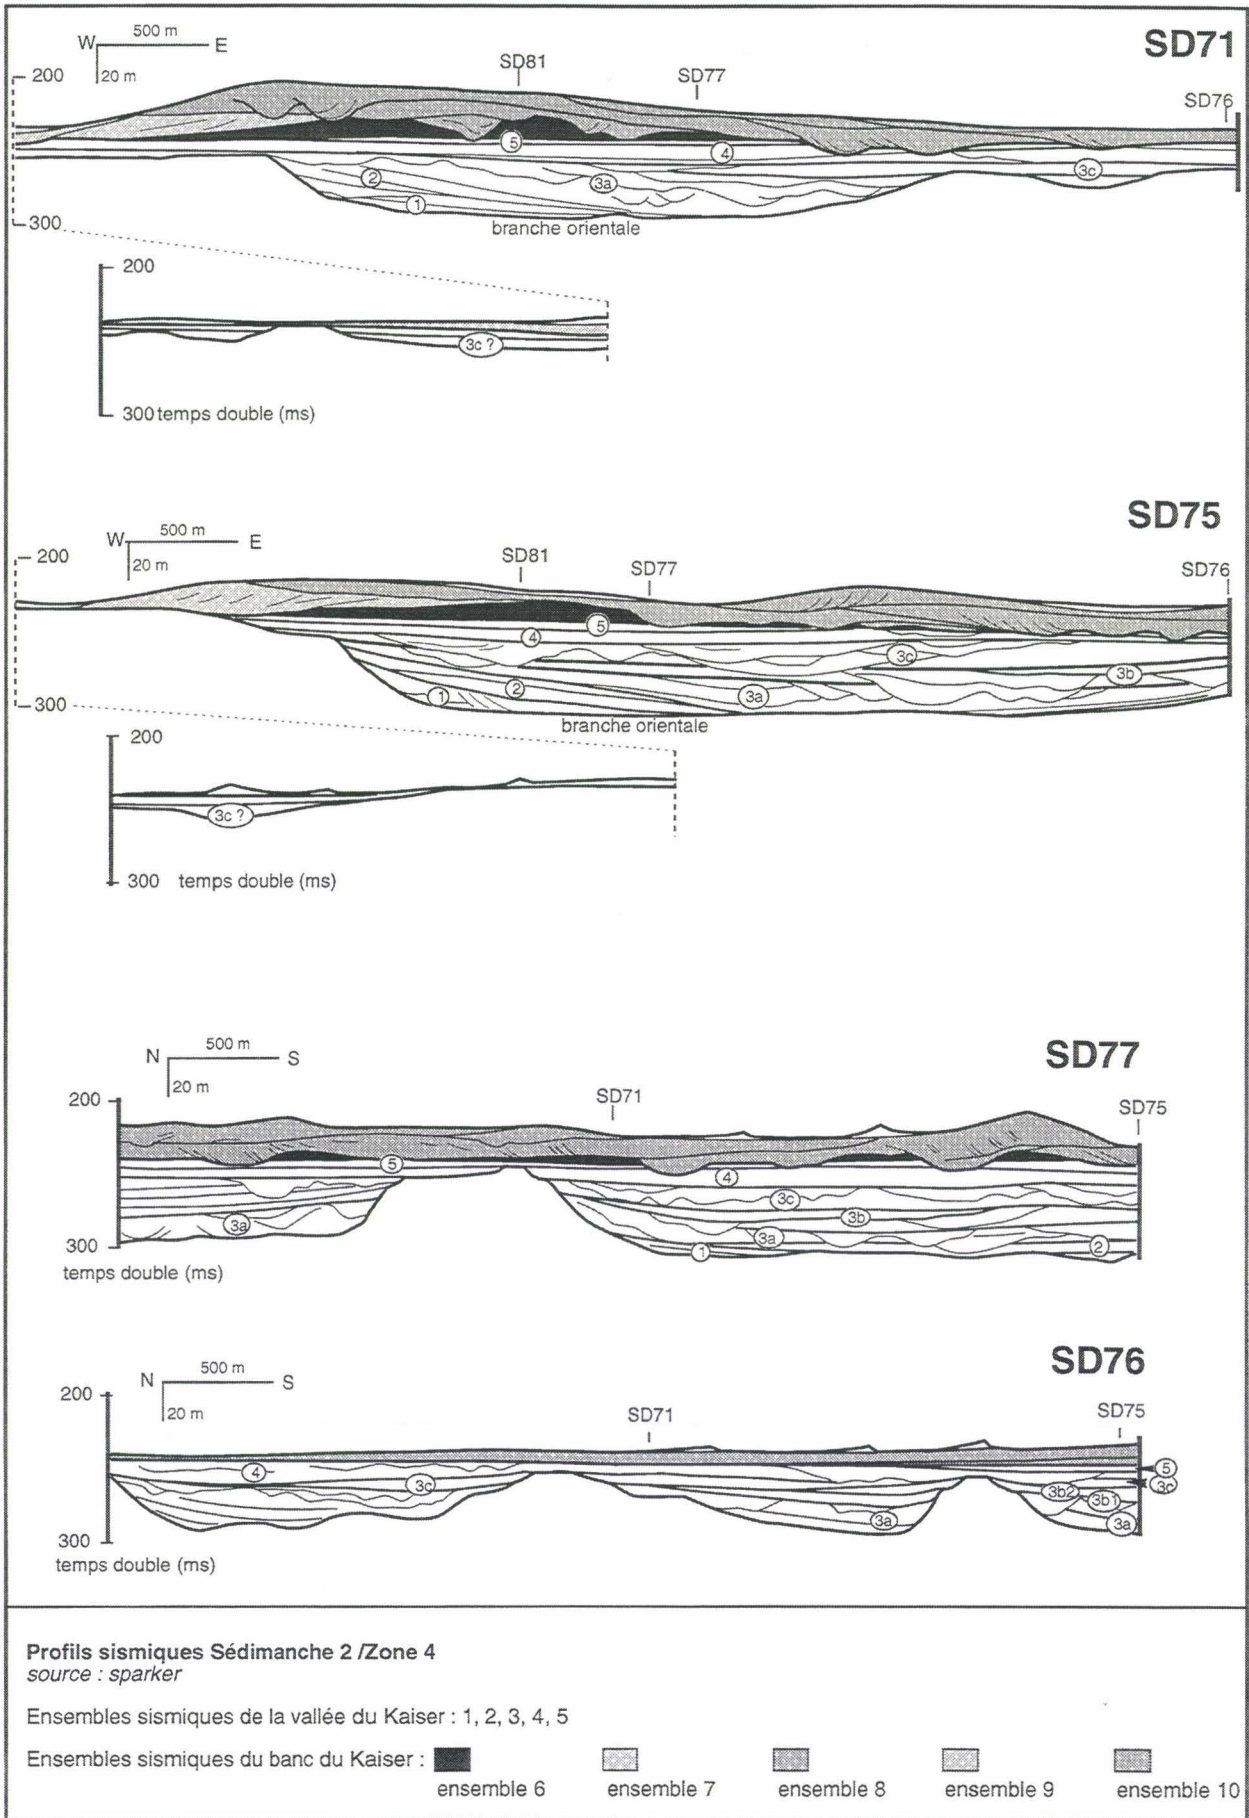 SD71
W 500 m E
20 m
SD81
SD77
SD76
200
5
4
3c
2
3a
1
300
branche orientale
200
3c ?
300 temps double (ms)
SD75
W 500 m E
20 m
SD81
SD77
SD76
200
5
4
3c
3b
2
1
3a
300
branche orientale
200
3c ?
300 temps double (ms)
SD77
N 500 m S
20 m
SD71
SD75
200
5
4
3c
3b
3a
3a
2
1
300
temps double (ms)
SD76
N 500 m S
20 m
SD71
SD75
200
4
5
3c
3c
3b2
3b1
3a
3a
300
temps double (ms)
Profils sismiques Sédimanche 2 /Zone 4
source : sparker
Ensembles sismiques de la vallée du Kaiser : 1, 2, 3, 4, 5
Ensembles sismiques du banc du Kaiser :
ensemble 6 ensemble 7 ensemble 8 ensemble 9 ensemble 10